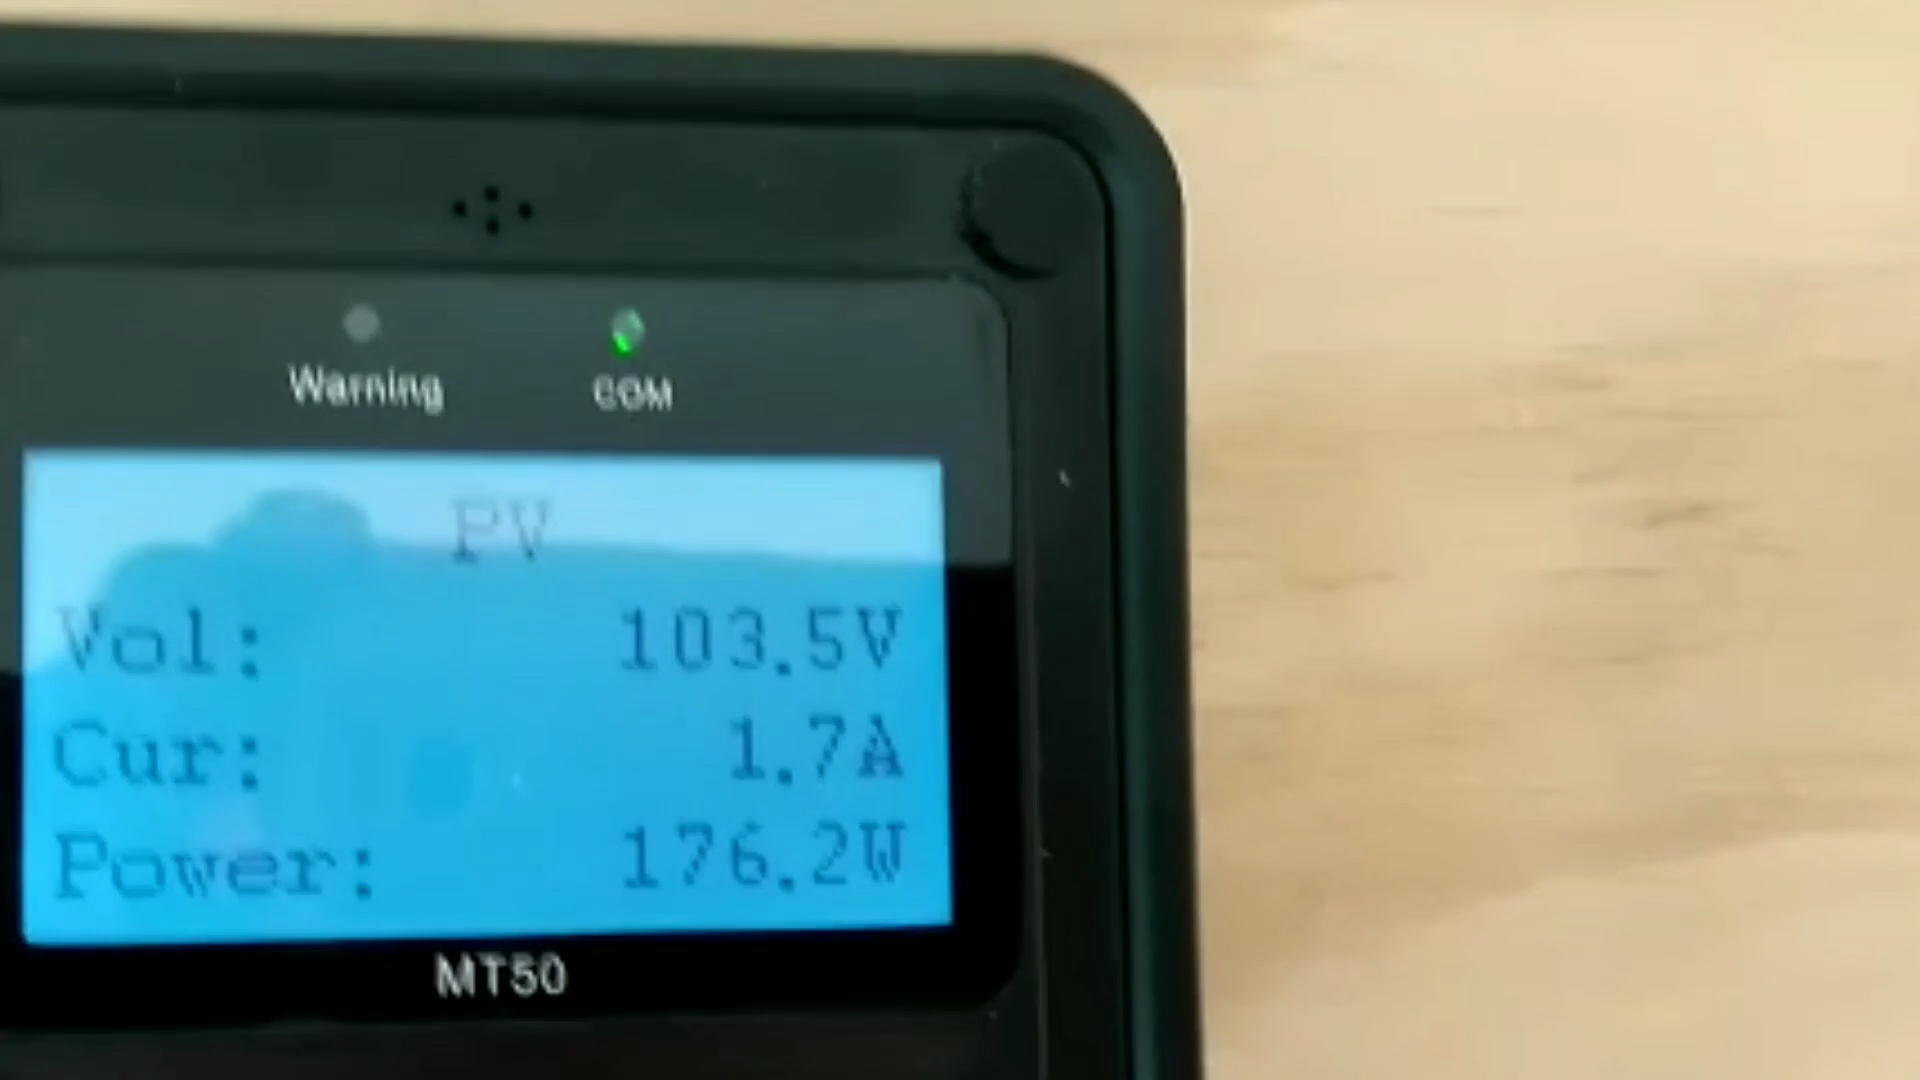 Warning COM
PV
Vol: 103.5V
Cur: 1.7A
Power: 176.2W
MT50